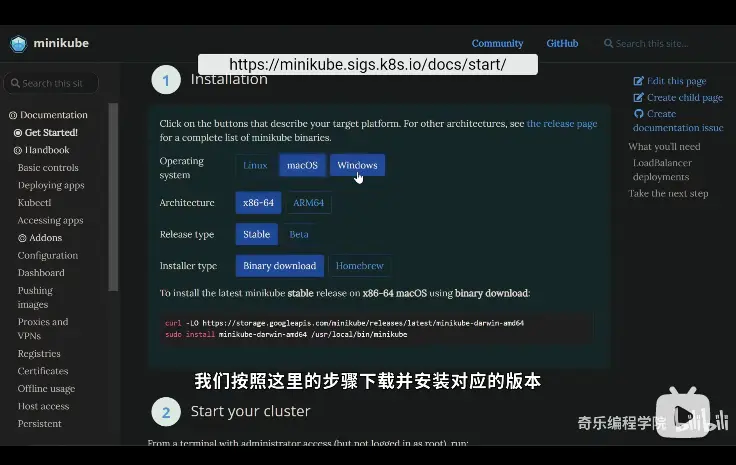 minikube
Community
GitHub
Search this site...
https://minikube.sigs.k8s.io/docs/start/
Search this sit
Documentation
Get Started!
Handbook
Basic controls
Deploying apps
Kubectl
Accessing apps
Addons
Configuration
Dashboard
Pushing
images
Proxies and
VPNs
Registries
Certificates
Offline usage
Host access
Persistent
1
Installation
Click on the buttons that describe your target platform. For other architectures, see the release page
for a complete list of minikube binaries.
Operating
system
Linux
macOS
Windows
Architecture
x86-64
ARM64
Release type
Stable
Beta
Installer type
Binary download
Homebrew
To install the latest minikube stable release on x86-64 macOS using binary download:
curl -LO https://storage.googleapis.com/minikube/releases/latest/minikube-darwin-amd64
sudo install minikube-darwin-amd64 /usr/local/bin/minikube
我们按照这里的步骤下载并安装对应的版本
2
Start your cluster
From a terminal with administrator access (but not logged in as root), run:
Edit this page
Create child page
Create
documentation issue
What you'll need
LoadBalancer
deployments
Take the next step
奇乐编程学院
bilibili